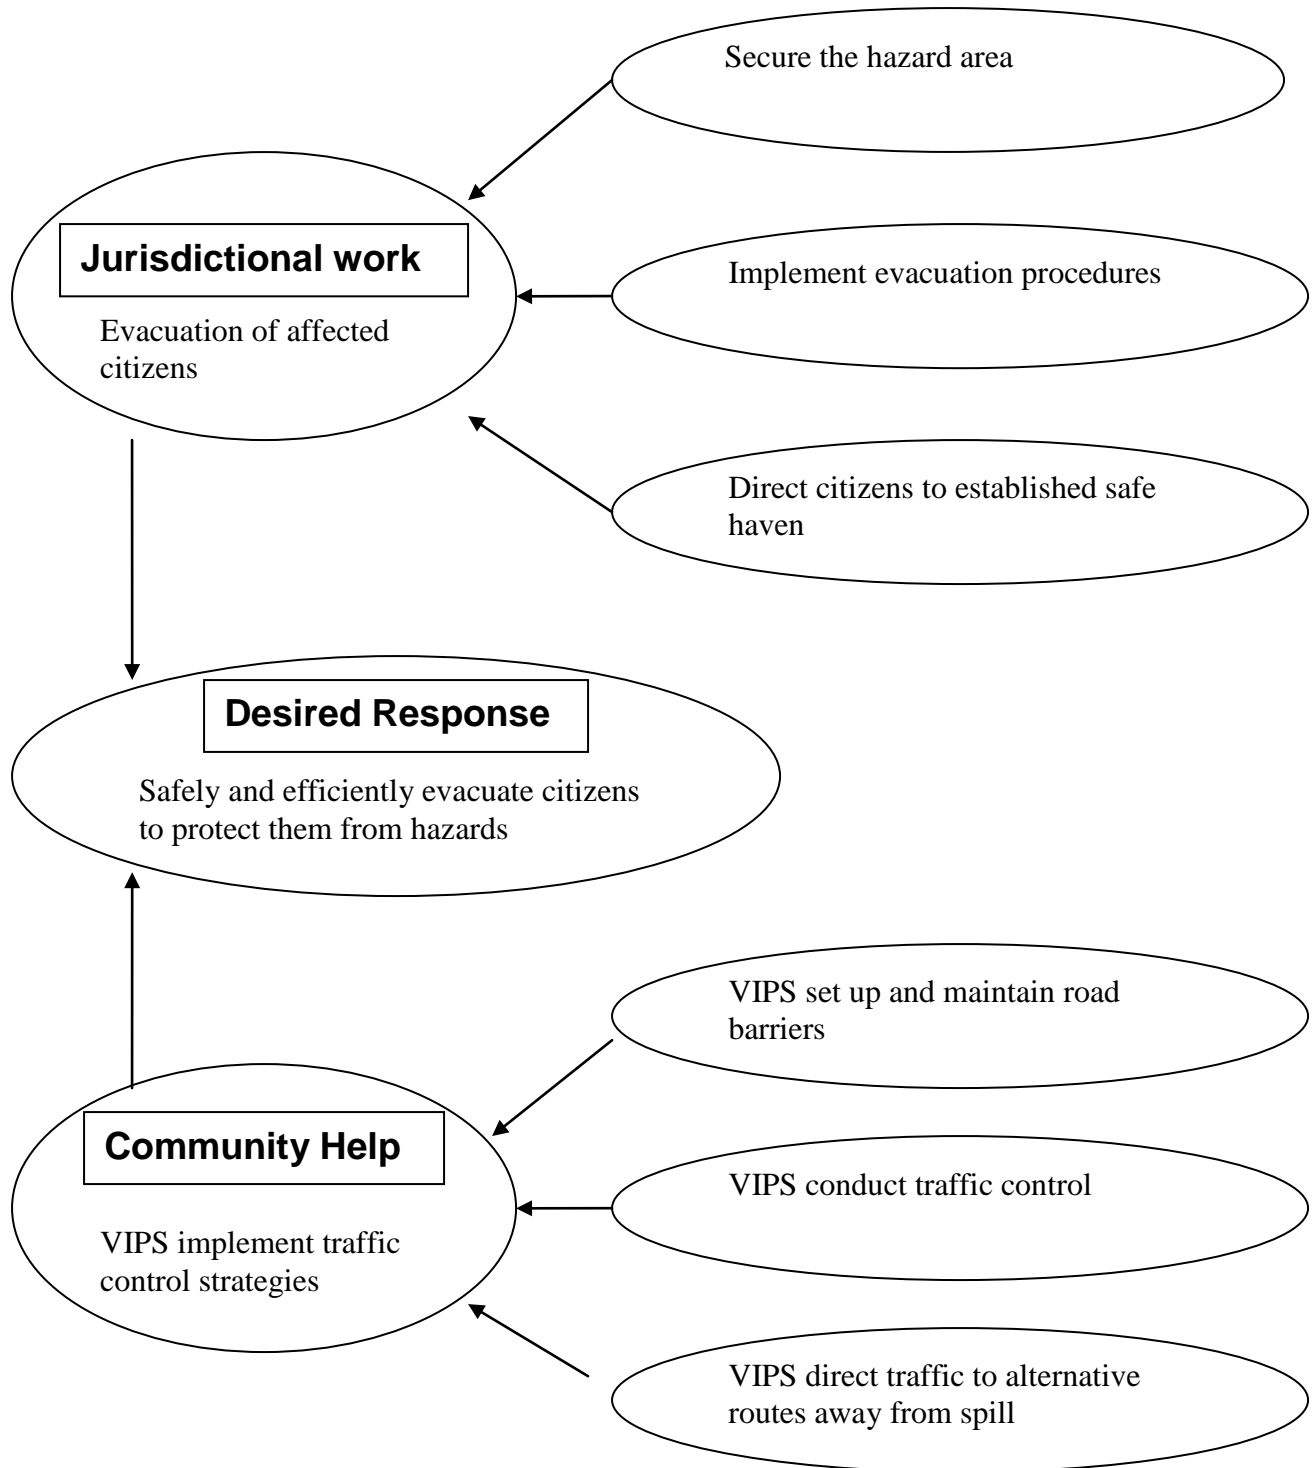 Secure the hazard area
Jurisdictional work
Evacuation of affected
citizens
Implement evacuation procedures
Direct citizens to established safe
haven
Desired Response
Safely and efficiently evacuate citizens
to protect them from hazards
VIPS set up and maintain road
barriers
Community Help
VIPS implement traffic
control strategies
VIPS conduct traffic control
VIPS direct traffic to alternative
routes away from spill